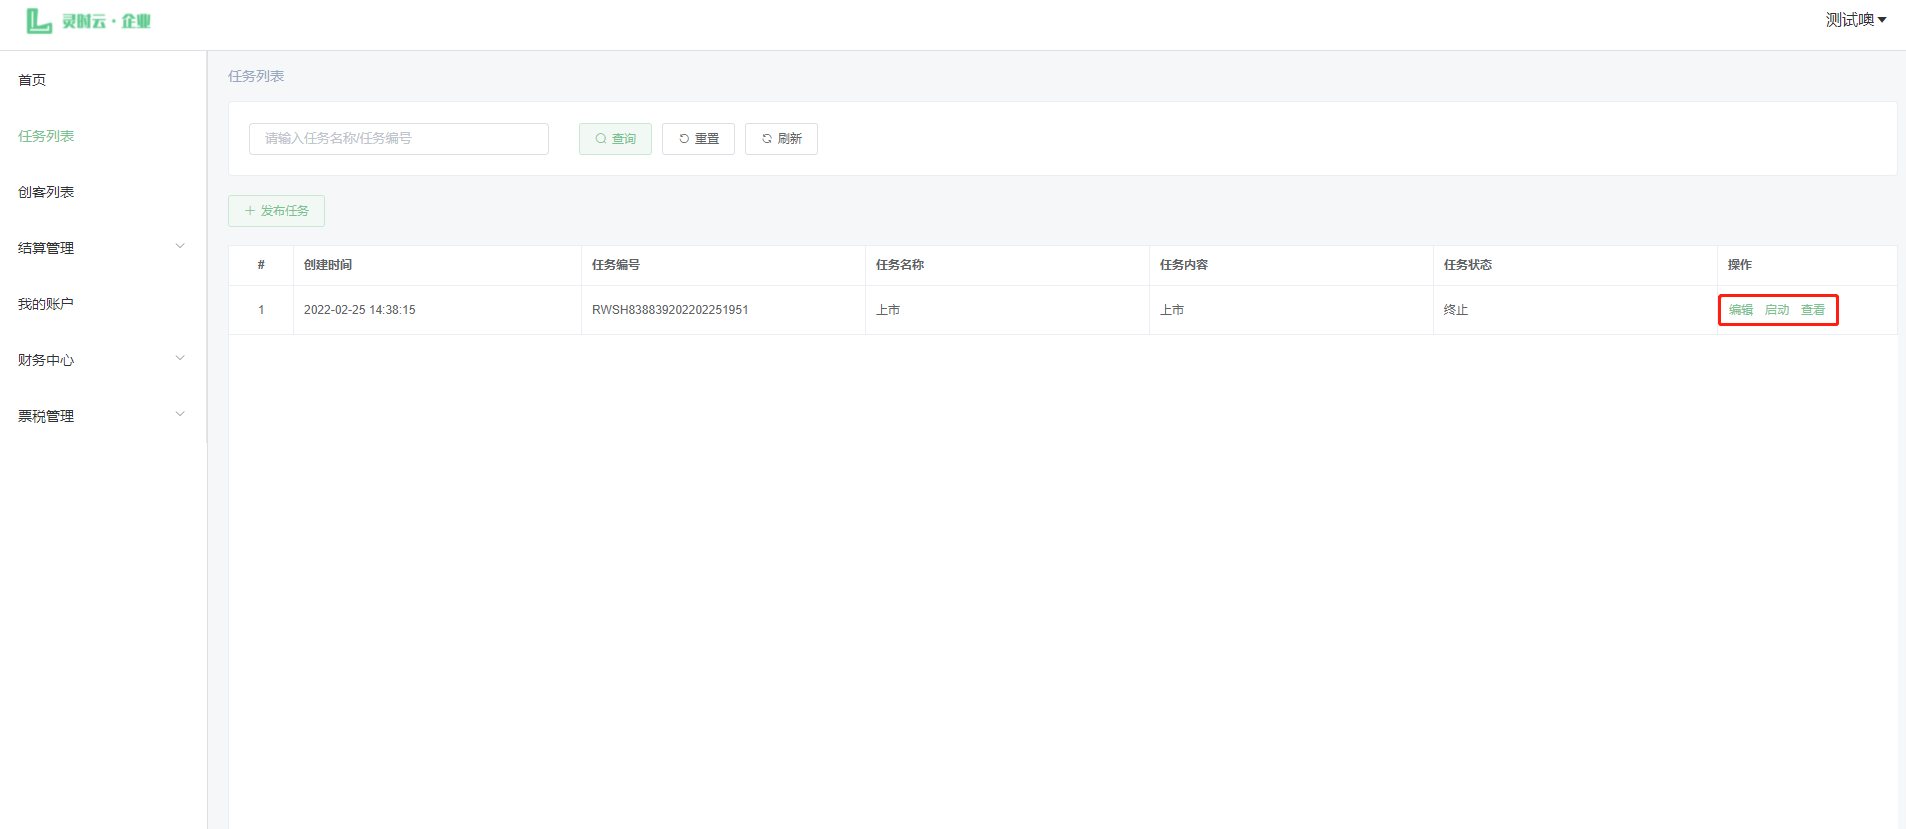 灵时云·企业
测试噢
首页
任务列表
创客列表
结算管理
我的账户
财务中心
票税管理
任务列表
请输入任务名称/任务编号
查询
重置
刷新
发布任务
# 创建时间 任务编号 任务名称 任务内容 任务状态 操作
1 2022-02-25 14:38:15 RWSH838839202202251951 上市 上市 终止 编辑 启动 查看